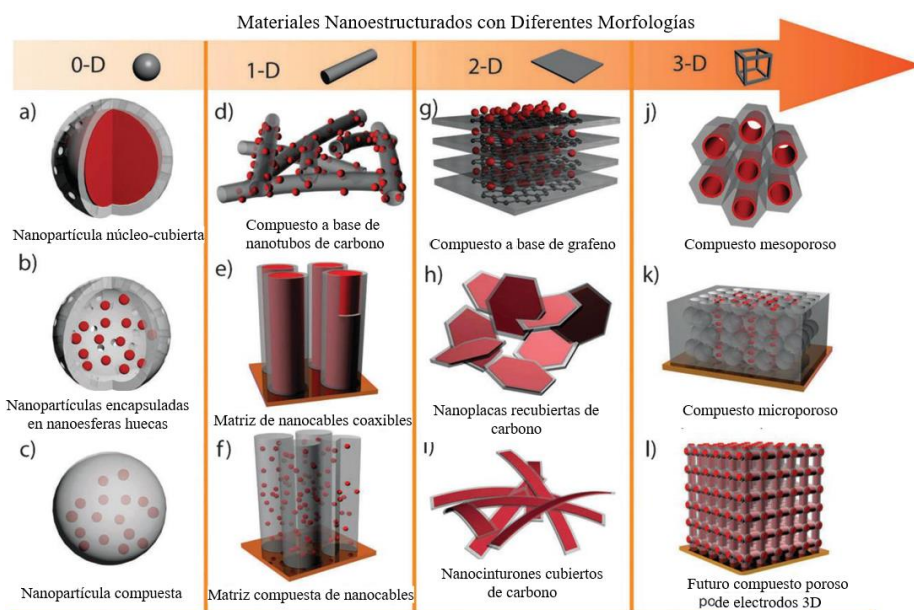 Materiales Nanoestructurados con Diferentes Morfologías
0-D
1-D
2-D
3-D
a)
Nanopartícula núcleo-cubierta
b)
Nanopartículas encapsuladas
en nanoesferas huecas
c)
Nanopartícula compuesta
d)
Compuesto a base de
nanotubos de carbono
e)
Matriz de nanocables coaxibles
f)
Matriz compuesta de nanocables
g)
Compuesto a base de grafeno
h)
Nanoplacas recubiertas de
carbono
i)
Nanocinturones cubiertos
de carbono
j)
Compuesto mesoporoso
k)
Compuesto microporoso
l)
Futuro compuesto poroso
de electrodos 3D